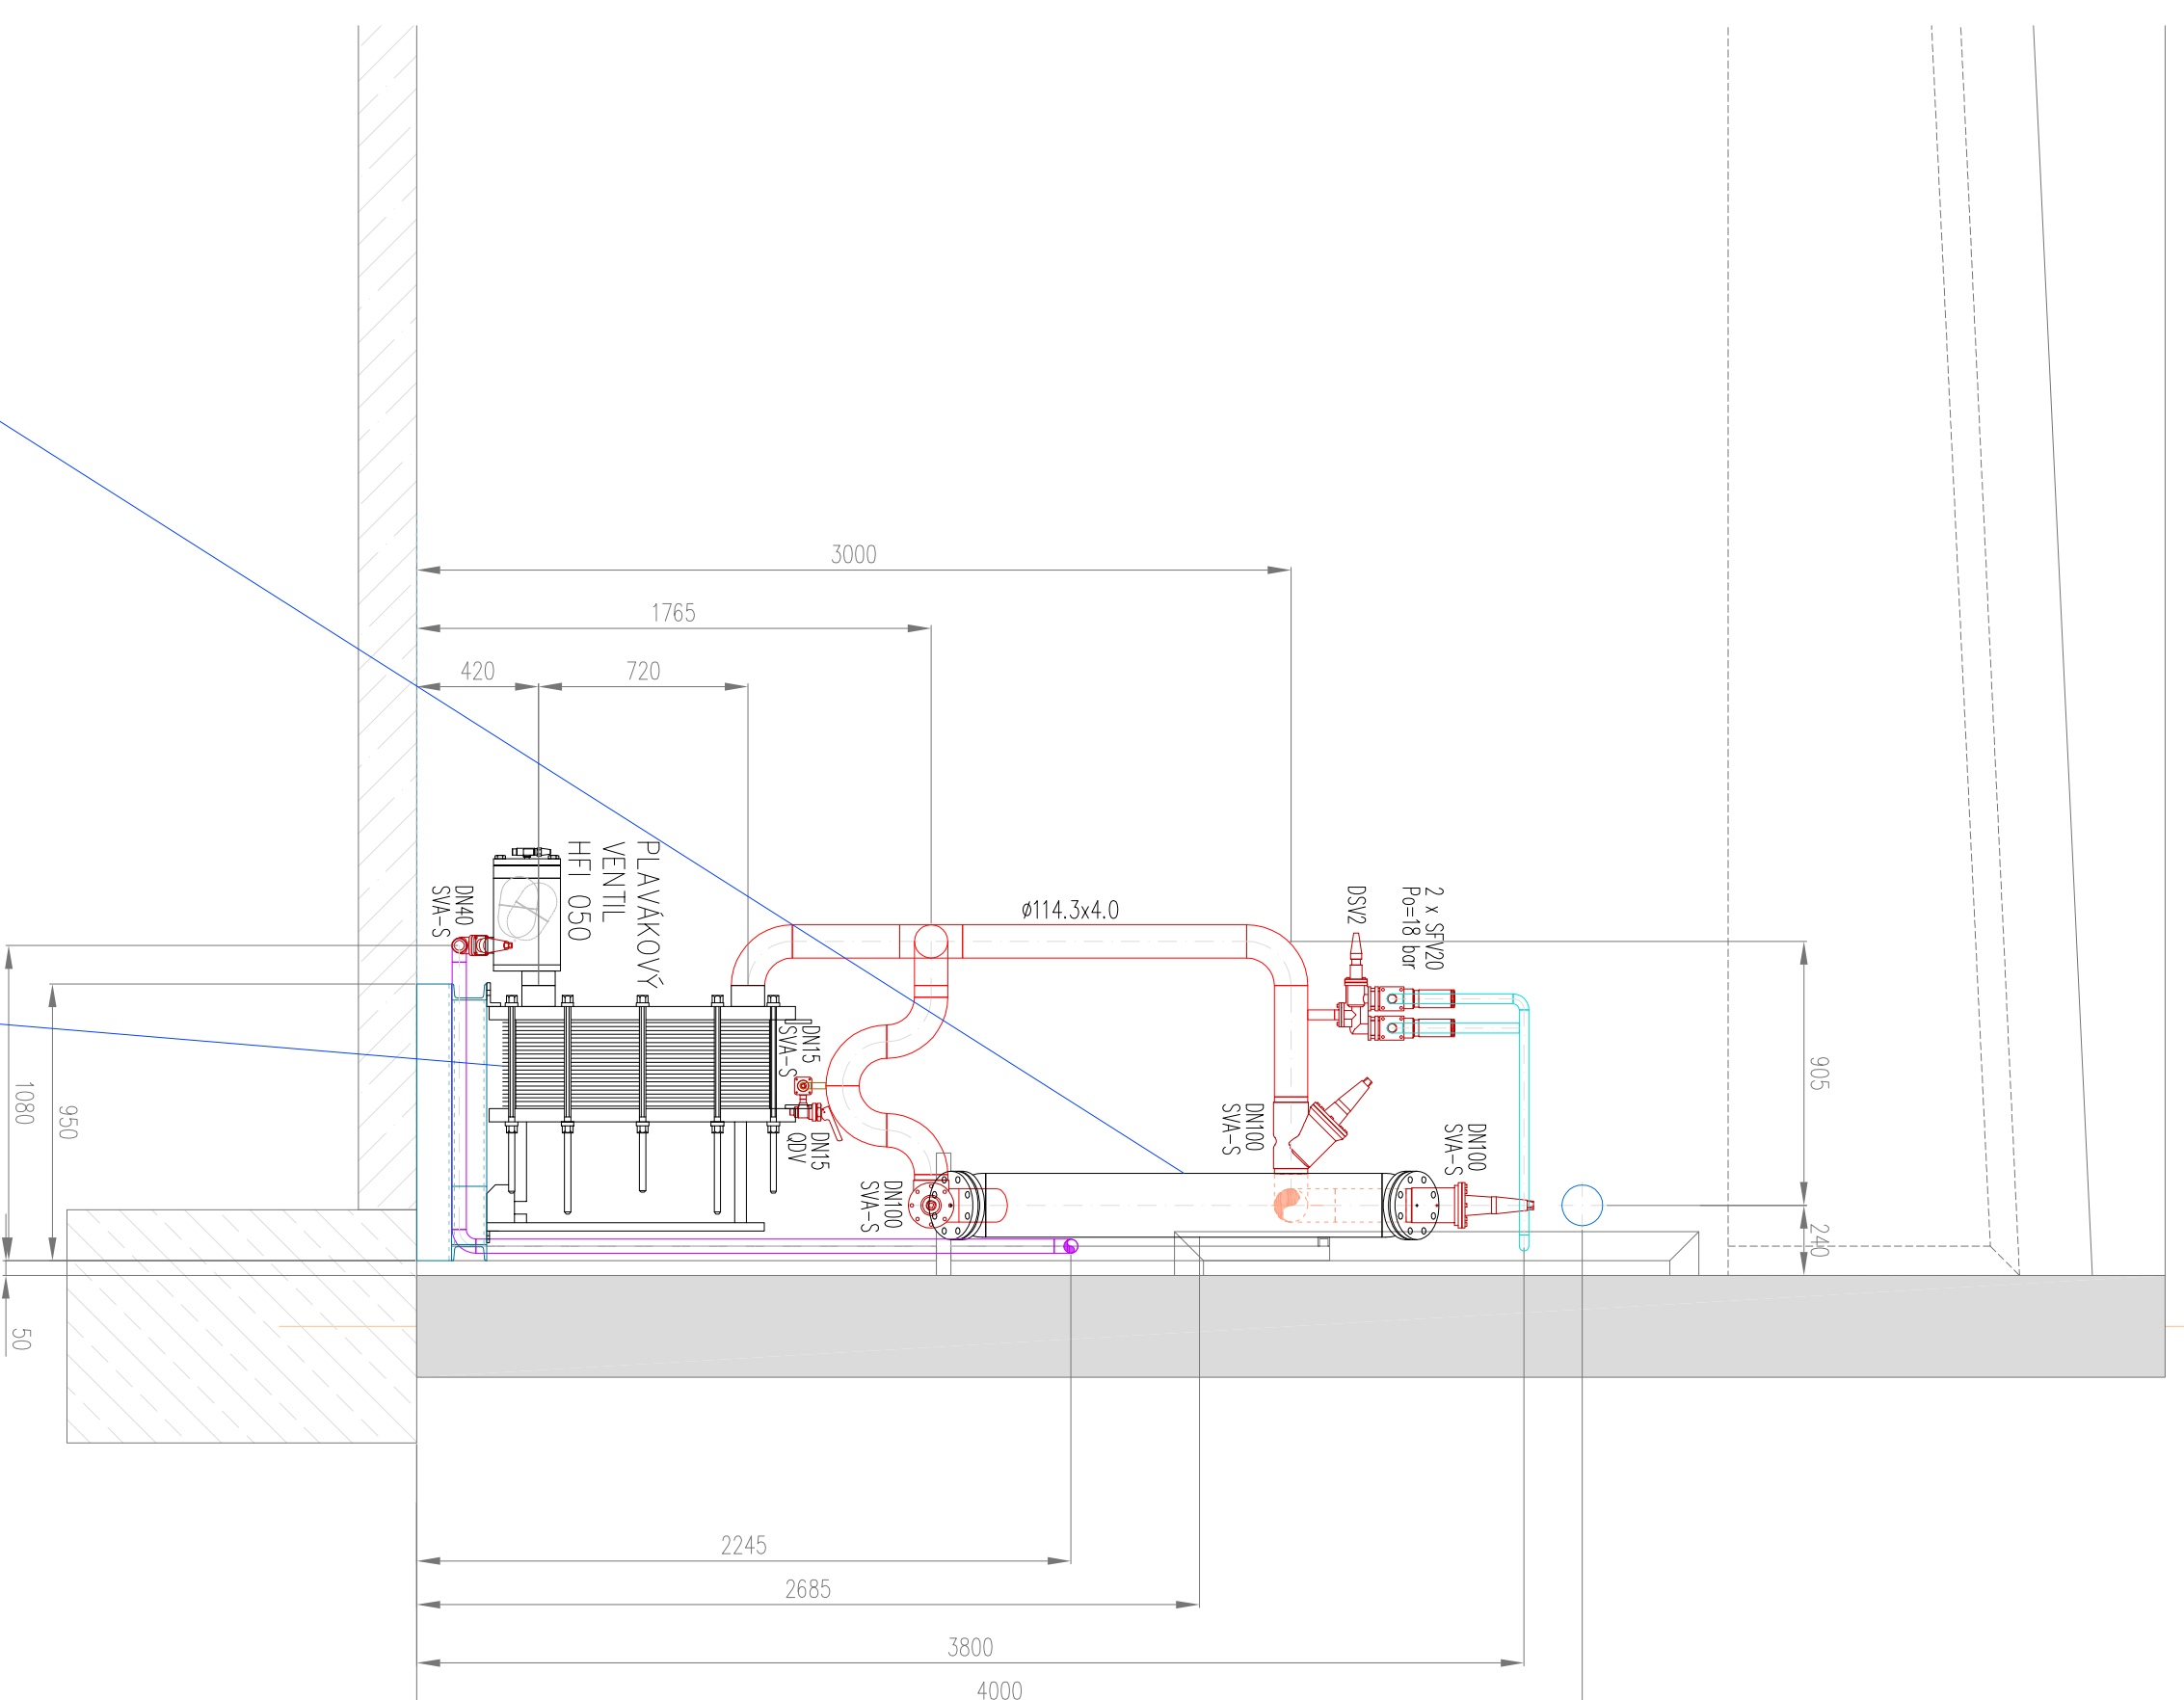 3000
1765
420
720
PLAVÁKOVÝ
VENTIL
HFI 050
DN40
SVA-S
ø114.3x4.0
DSV2
2 x SFV20
Po=18 bar
DN15
SVA-S
DN15
QDV
DN100
SVA-S
DN100
SVA-S
DN100
SVA-S
905
240
1080
950
50
2245
2685
3800
4000